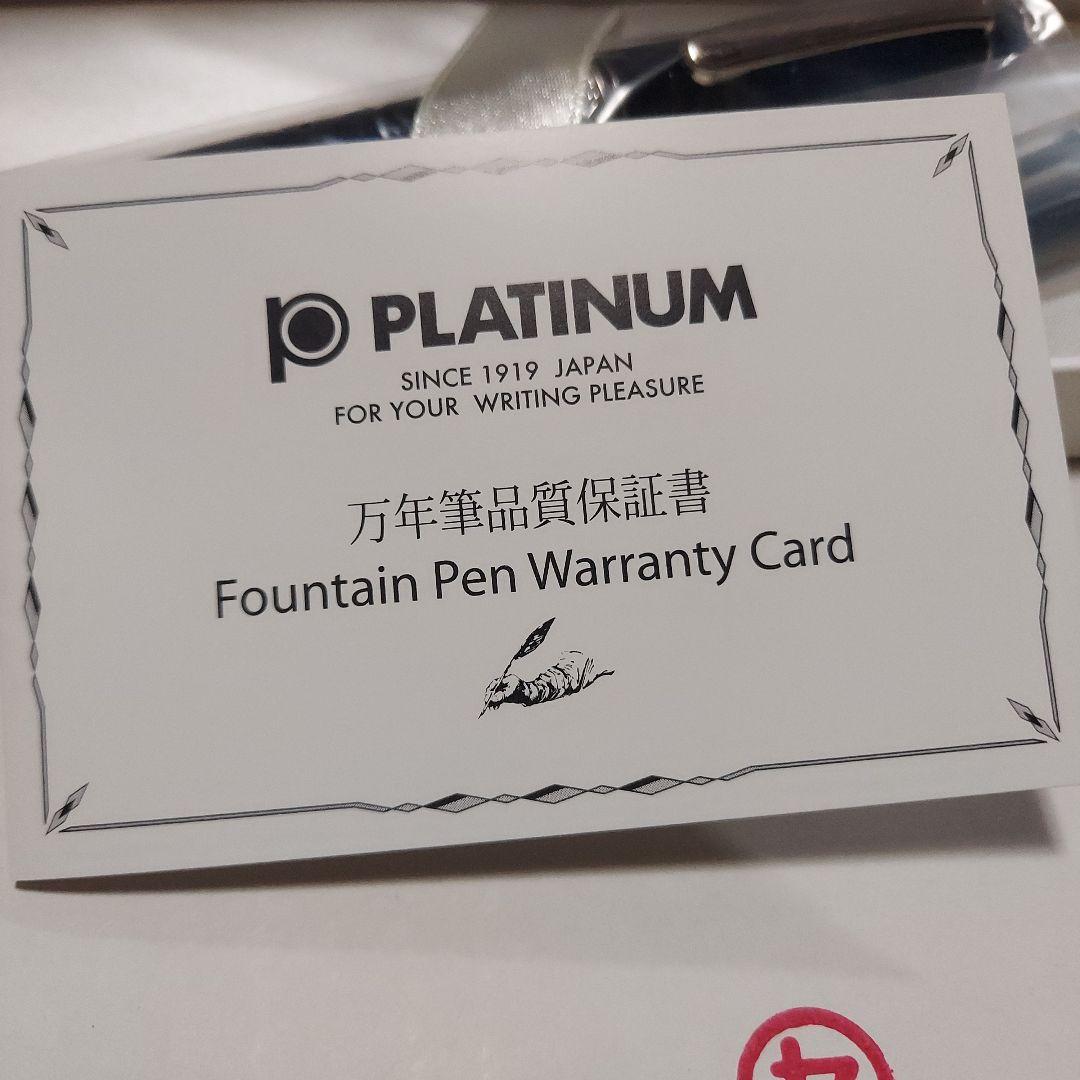 PLATINUM
SINCE 1919 JAPAN
FOR YOUR WRITING PLEASURE
万年筆品質保証書
Fountain Pen Warranty Card